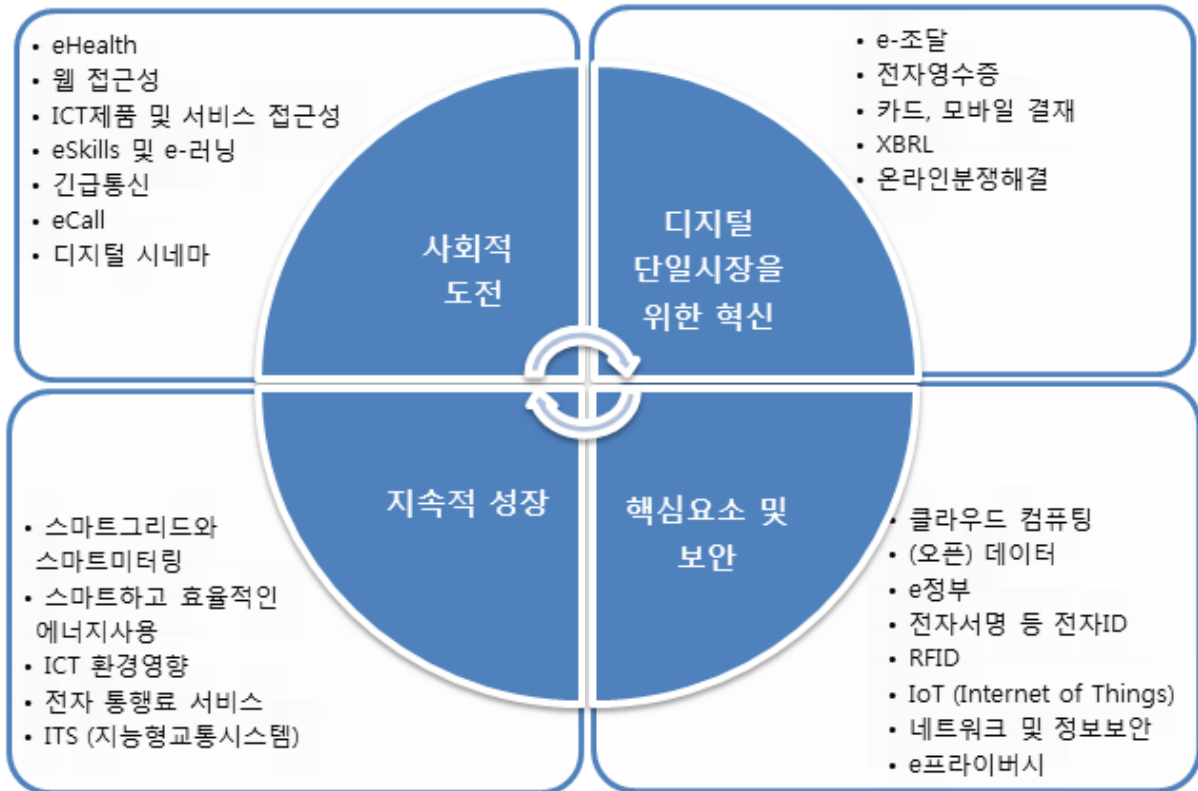 • eHealth
• 웹 접근성
• ICT제품 및 서비스 접근성
• eSkills 및 e-러닝
• 긴급통신
• eCall
• 디지털 시네마
사회적
도전
• e-조달
• 전자영수증
• 카드, 모바일 결재
• XBRL
• 온라인분쟁해결
디지털
단일시장을
위한 혁신
• 스마트그리드와
스마트미터링
• 스마트하고 효율적인
에너지사용
• ICT 환경영향
• 전자 통행료 서비스
• ITS (지능형교통시스템)
지속적 성장
핵심요소 및
보안
• 클라우드 컴퓨팅
• (오픈) 데이터
• e정부
• 전자서명 등 전자ID
• RFID
• IoT (Internet of Things)
• 네트워크 및 정보보안
• e프라이버시